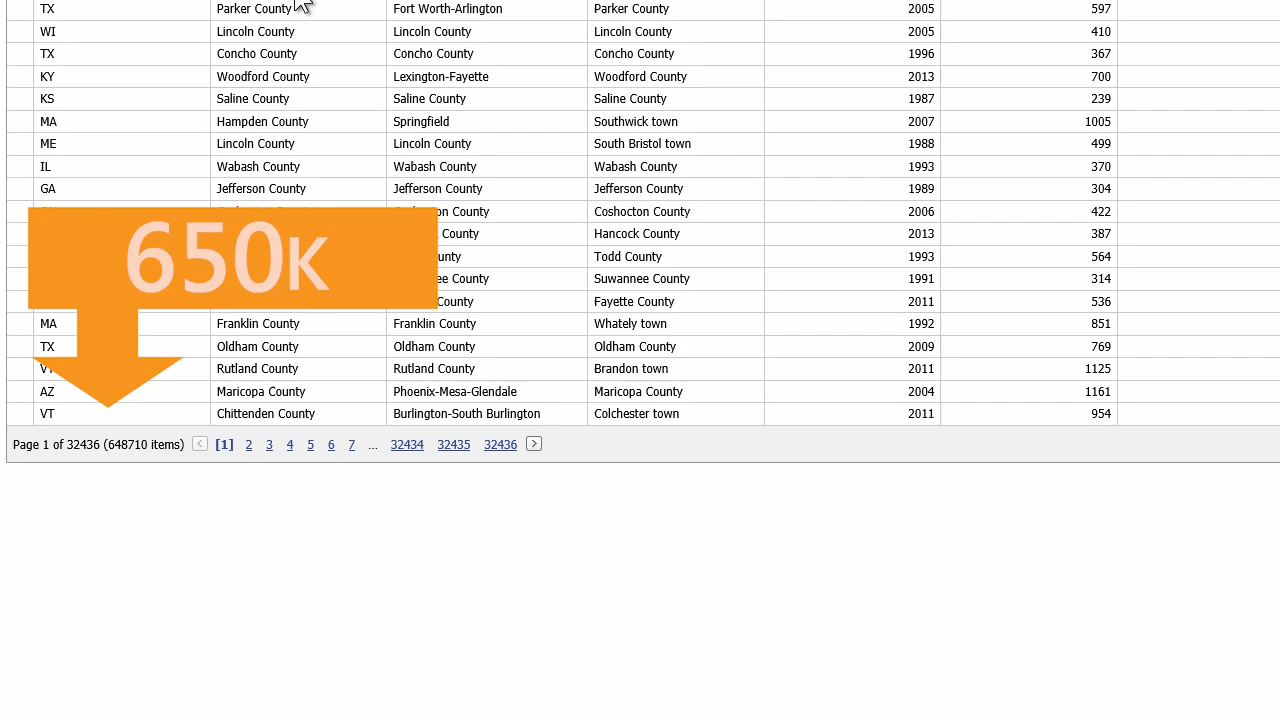 TX Parker County Fort Worth-Arlington Parker County 2005 597
WI Lincoln County Lincoln County Lincoln County 2005 410
TX Concho County Concho County Concho County 1996 367
KY Woodford County Lexington-Fayette Woodford County 2013 700
KS Saline County Saline County Saline County 1987 239
MA Hampden County Springfield Southwick town 2007 1005
ME Lincoln County Lincoln County South Bristol town 1988 499
IL Wabash County Wabash County Wabash County 1993 370
GA Jefferson County Jefferson County Jefferson County 1989 304
County Coshocton County 2006 422
County Hancock County 2013 387
Todd County 1993 564
County Suwannee County 1991 314
County Fayette County 2011 536
650K
MA Franklin County Franklin County Whately town 1992 851
TX Oldham County Oldham County Oldham County 2009 769
VT Rutland County Rutland County Brandon town 2011 1125
AZ Maricopa County Phoenix-Mesa-Glendale Maricopa County 2004 1161
VT Chittenden County Burlington-South Burlington Colchester town 2011 954
Page 1 of 32436 (648710 items) < [1] 2 3 4 5 6 7 ... 32434 32435 32436 >